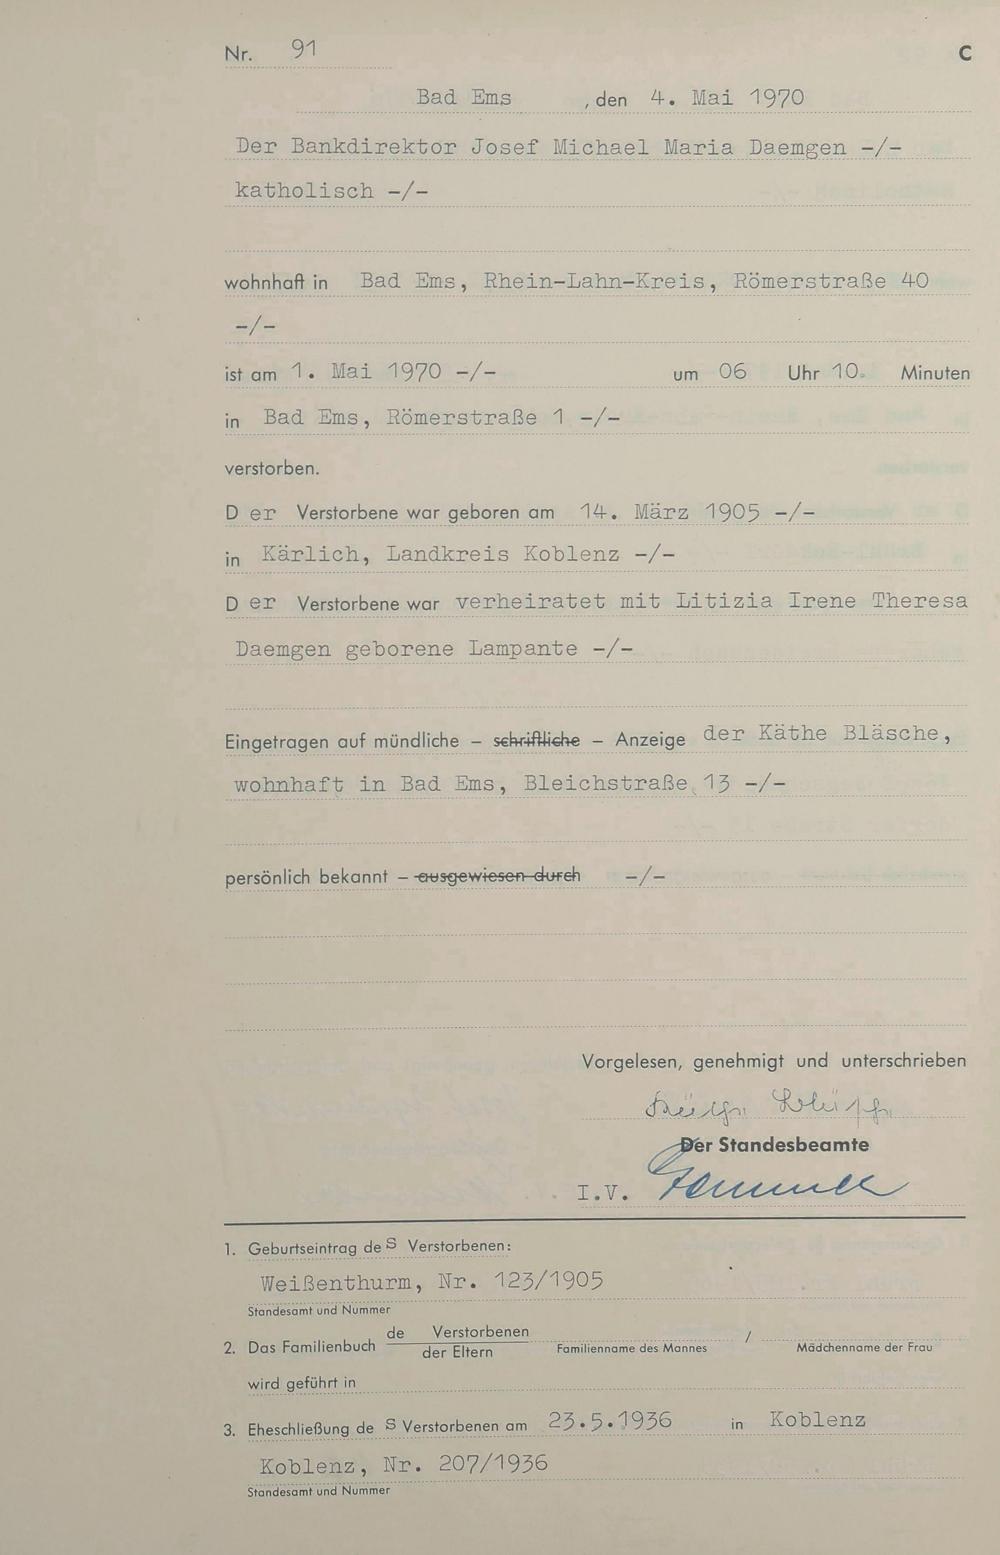 Nr. 91
C
Bad Ems , den 4. Mai 1970
Der Bankdirektor Josef Michael Maria Daemgen -/-
katholisch -/-
wohnhaft in Bad Ems, Rhein-Lahn-Kreis, Römerstraße 40
-/-
ist am 1. Mai 1970 -/- um 06 Uhr 10. Minuten
in Bad Ems, Römerstraße 1 -/-
verstorben.
D er Verstorbene war geboren am 14. März 1905 -/-
in Kärlich, Landkreis Koblenz -/-
D er Verstorbene war verheiratet mit Litizia Irene Theresa
Daemgen geborene Lampante -/-
Eingetragen auf mündliche – schriftliche – Anzeige der Käthe Bläsche,
wohnhaft in Bad Ems, Bleichstraße 13 -/-
persönlich bekannt – ausgewiesen durch -/-
Vorgelesen, genehmigt und unterschrieben
Der Standesbeamte
I.V.
1. Geburtseintrag de s Verstorbenen:
Weißenthurm, Nr. 123/1905
Standesamt und Nummer
2. Das Familienbuch de Verstorbenen / der Eltern
Familienname des Mannes / Mädchenname der Frau
wird geführt in
3. Eheschließung de s Verstorbenen am 23.5.1936 in Koblenz
Koblenz, Nr. 207/1936
Standesamt und Nummer